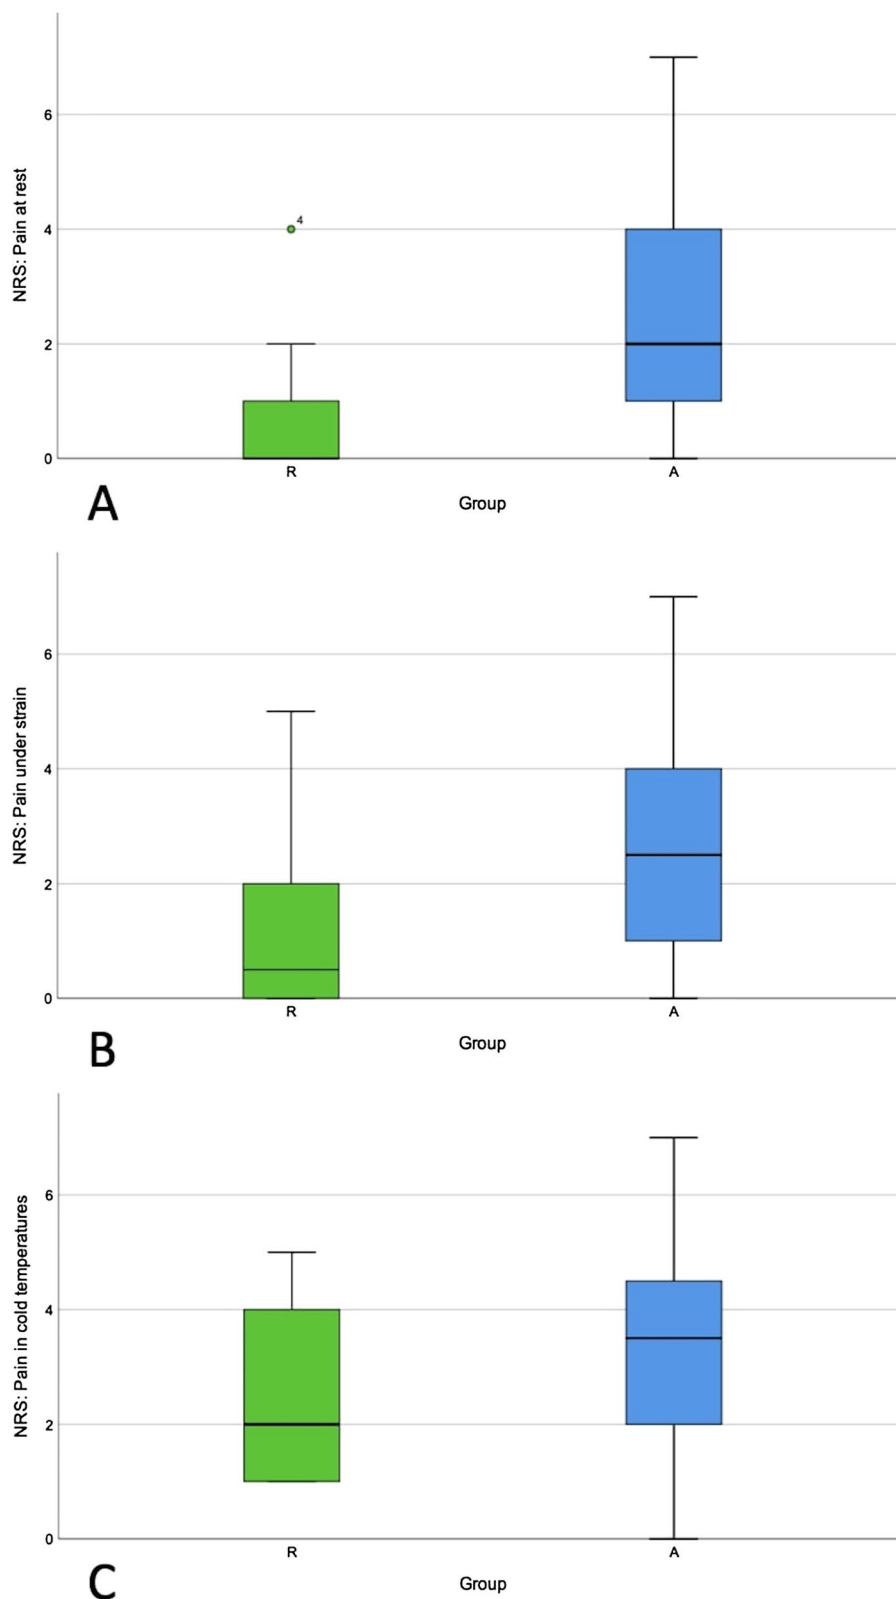 NRS: Pain at rest
6
4
2
0
4
R
A
Group
A
NRS: Pain under strain
6
4
2
0
R
A
Group
B
NRS: Pain in cold temperatures
6
4
2
0
R
A
Group
C